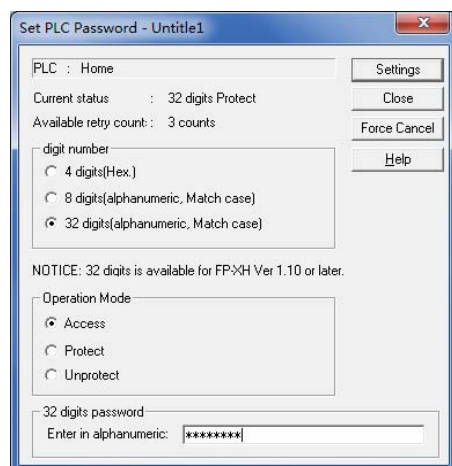 Set PLC Password - Untitle1
PLC : Home
Settings
Current status : 32 digits Protect
Close
Available retry count : 3 counts
Force Cancel
digit number
Help
4 digits(Hex.)
8 digits(alphanumeric, Match case)
32 digits(alphanumeric, Match case)
NOTICE: 32 digits is available for FP-XH Ver 1.10 or later.
Operation Mode
Access
Protect
Unprotect
32 digits password
Enter in alphanumeric: ********